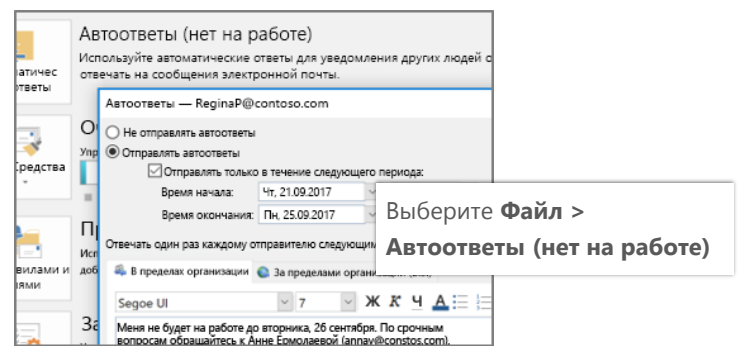 Автоответы (нет на работе)
Используйте автоматические ответы для уведомления других людей о
отвечать на сообщения электронной почты.
Автоответы — ReginaP@contoso.com
Не отправлять автоответы
Отправлять автоответы
Отправлять только в течение следующего периода:
Время начала: Чт, 21.09.2017
Время окончания: Пн, 25.09.2017
Выберите Файл >
Автоответы (нет на работе)
Отвечать один раз каждому отправителю следующим
В пределах организации За пределами
Segoe UI 7 Ж К Ч А
Меня не будет на работе до вторника, 26 сентября. По срочным
вопросам обращайтесь к Анне Ермолаевой (annav@constos.com).